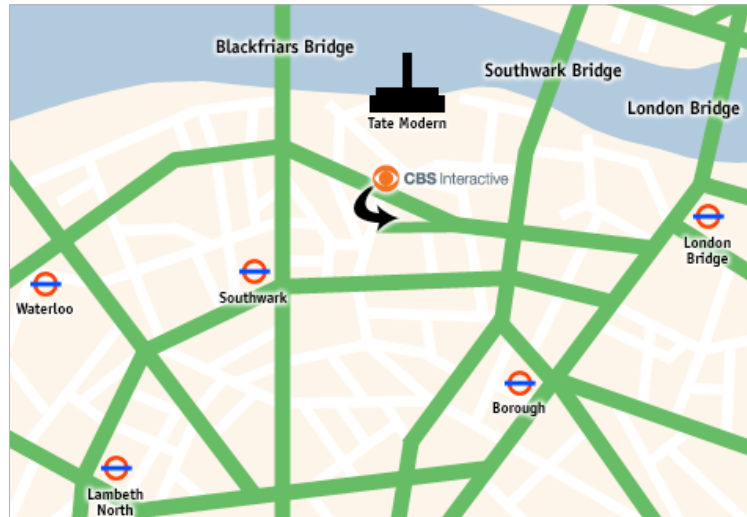 Blackfriars Bridge
Southwark Bridge
London Bridge
Tate Modern
CBS Interactive
London
Bridge
Southwark
Waterloo
Borough
Lambeth
North